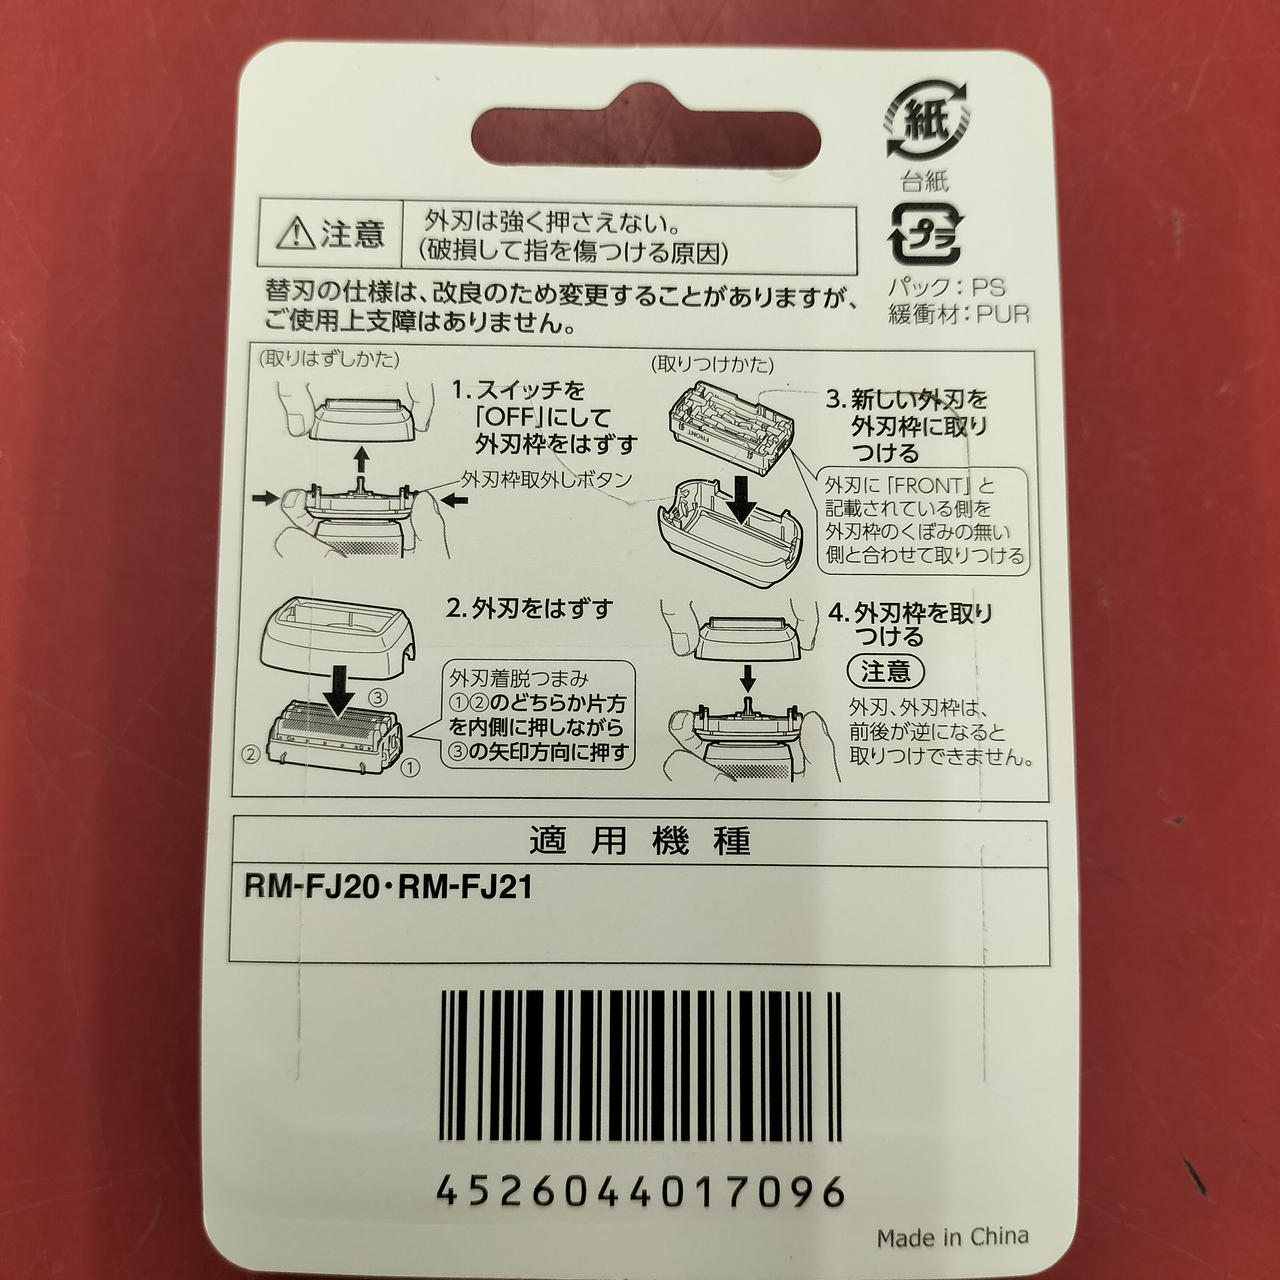 紙
台紙
プラ
パック：PS
緩衝材：PUR
注意
外刃は強く押さえない。
(破損して指を傷つける原因)
替刃の仕様は、改良のため変更することがありますが、
ご使用上支障はありません。
(取りはずしかた)
1.スイッチを
「OFF」にして
外刃枠をはずす
外刃枠取外しボタン
2.外刃をはずす
③
②
①
外刃着脱つまみ
①②のどちらか片方
を内側に押しながら
③の矢印方向に押す
(取りつけかた)
FRONT
3.新しい外刃を
外刃枠に取り
つける
外刃に「FRONT」と
記載されている側を
外刃枠のくぼみの無い
側と合わせて取りつける
4.外刃枠を取り
つける
注意
外刃、外刃枠は、
前後が逆になると
取りつけできません。
適用機種
RM-FJ20・RM-FJ21
4526044017096
Made in China